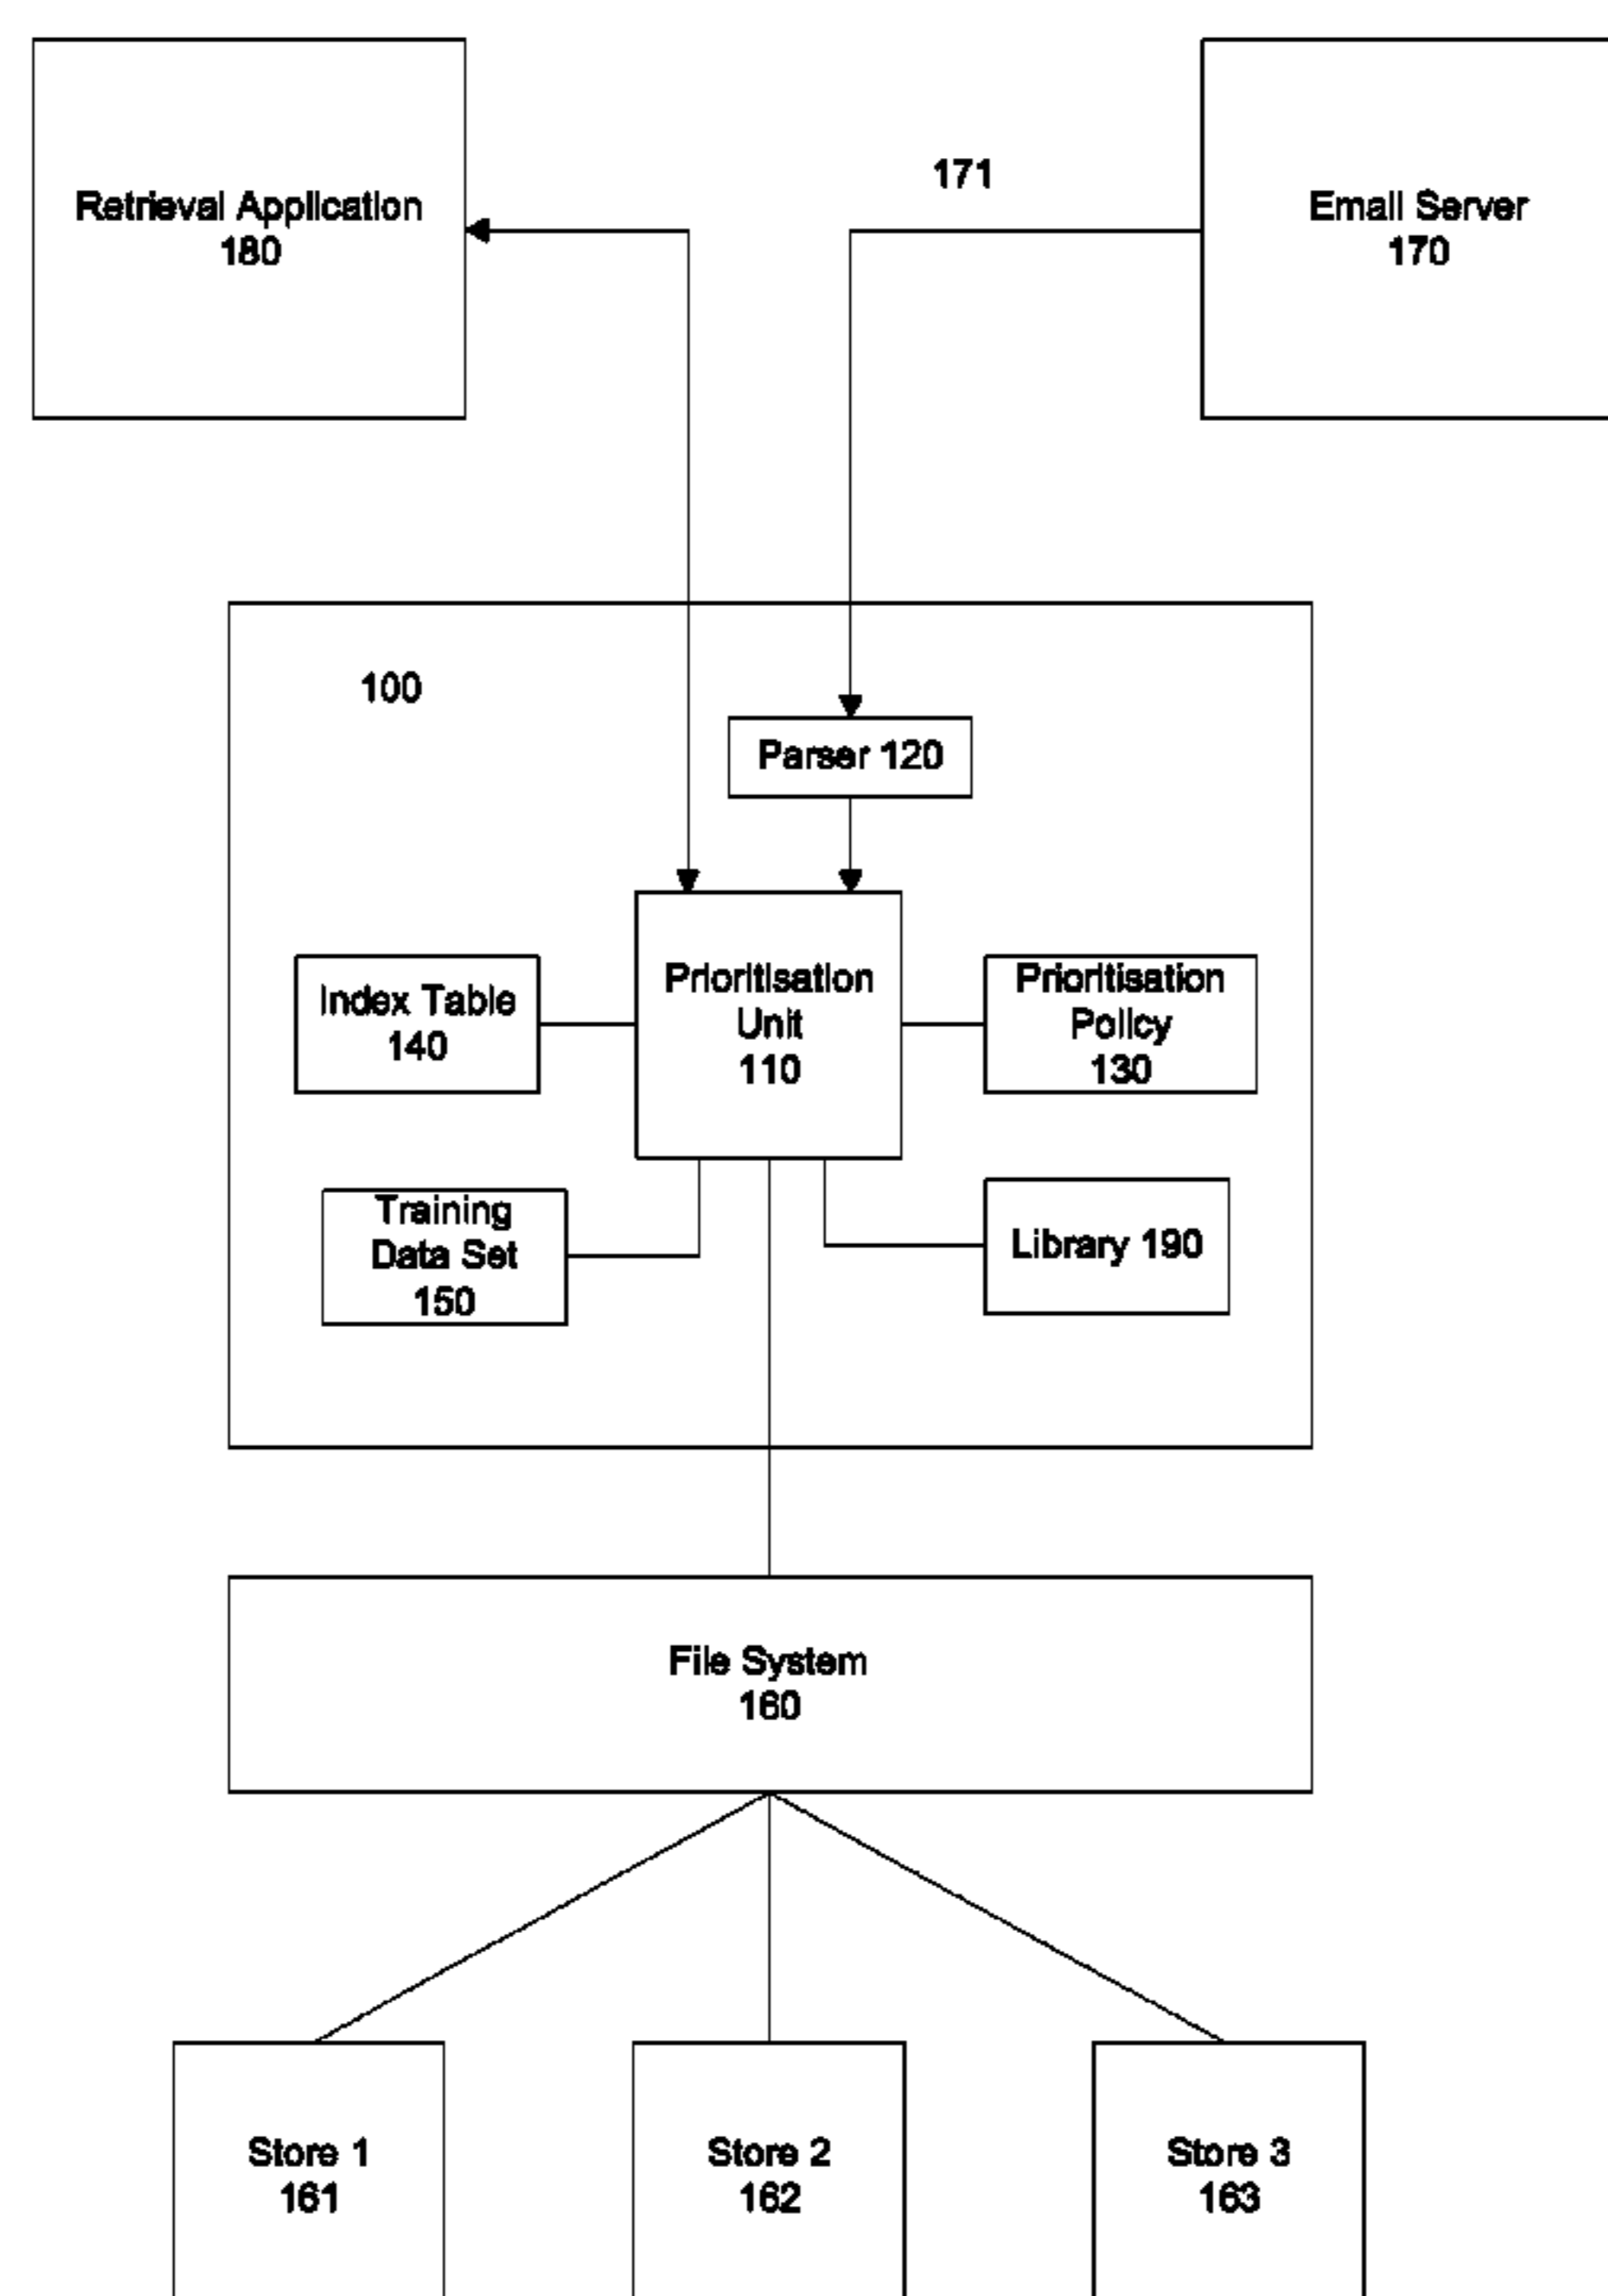 Retrieval Application
180
171
Email Server
170
100
Parser 120
Index Table
140
Prioritisation
Unit
110
Prioritisation
Policy
130
Training
Data Set
150
Library 190
File System
160
Store 1
161
Store 2
162
Store 3
163